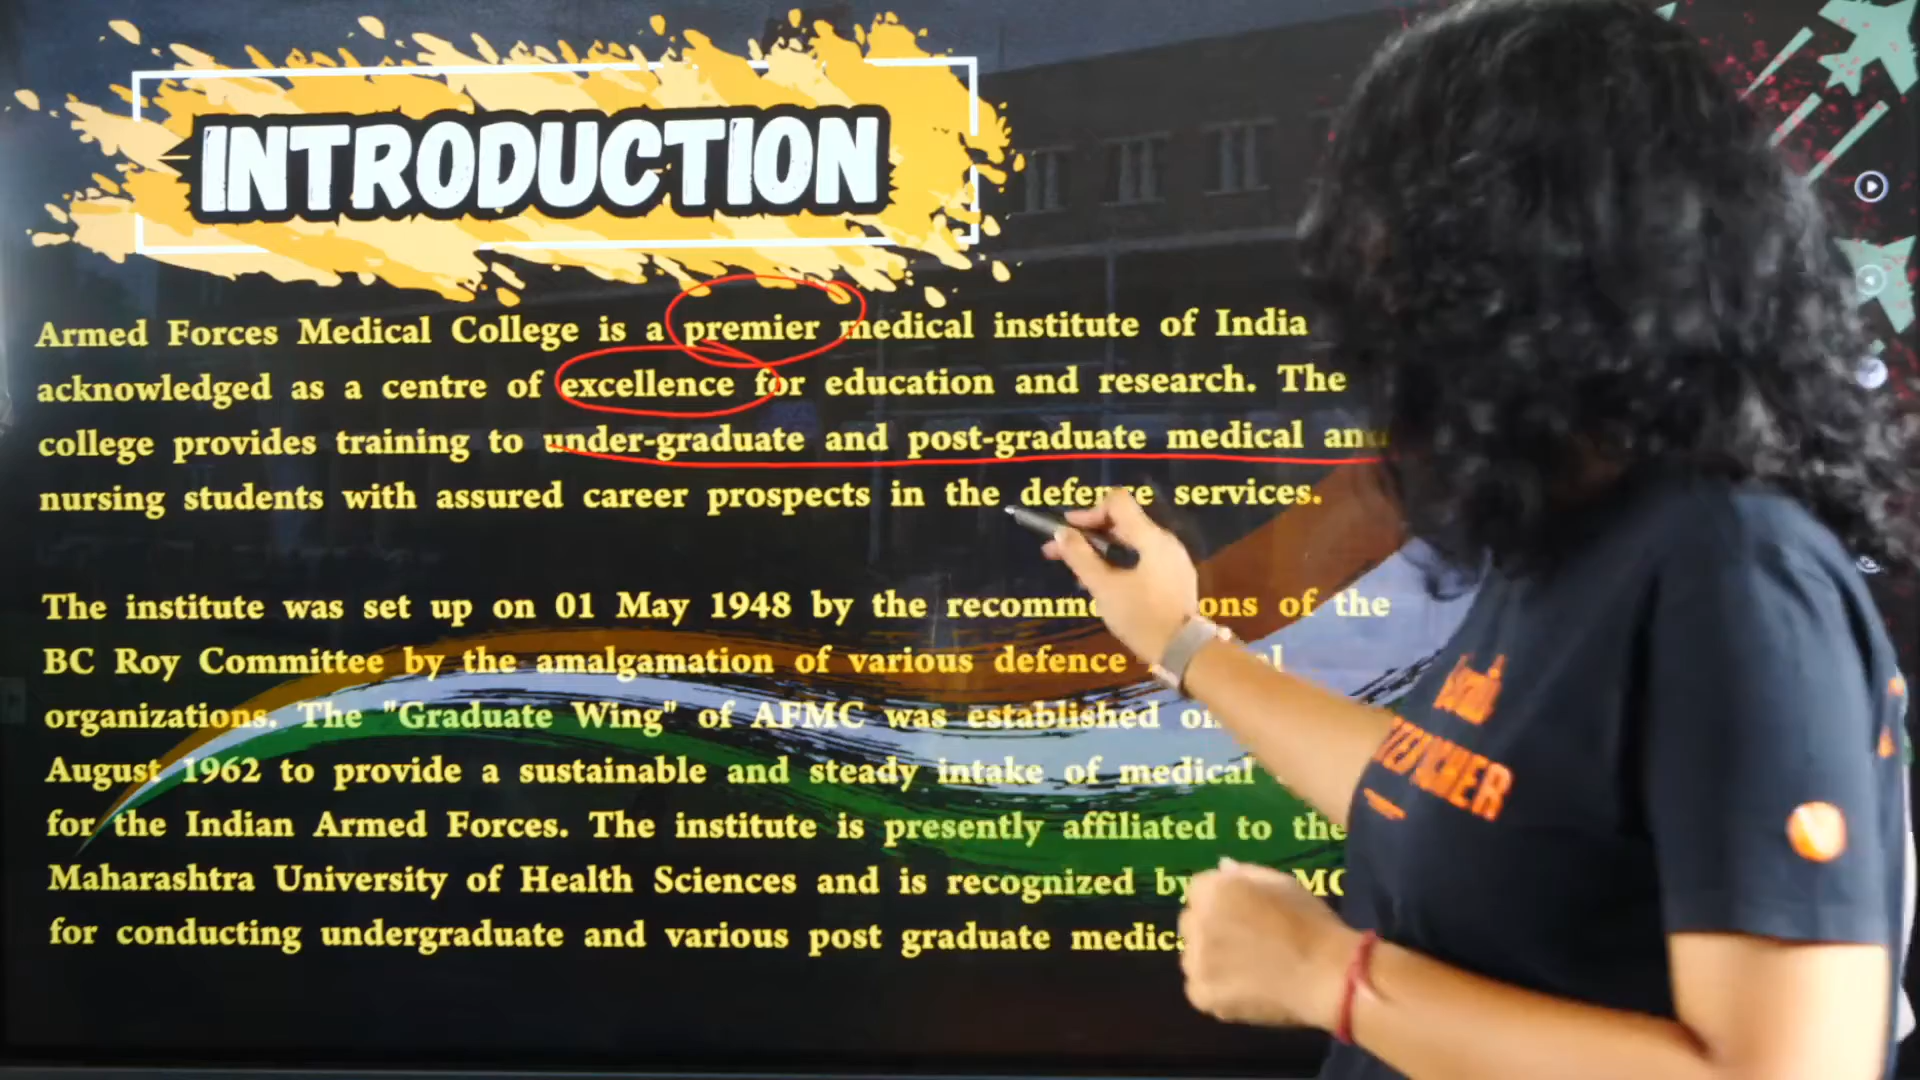 INTRODUCTION
Armed Forces Medical College is a premier medical institute of India
acknowledged as a centre of excellence for education and research. The
college provides training to under-graduate and post-graduate medical and
nursing students with assured career prospects in the defense services.
The institute was set up on 01 May 1948 by the of the
BC Roy Committee by the amalgamation of various defence
organizations. The "Graduate Wing" of AFMC was established
August 1962 to provide a sustainable and steady intake of medical
for the Indian Armed Forces. The institute is presently affiliated to the
Maharashtra University of Health Sciences and is recognized by
for conducting undergraduate and various post graduate